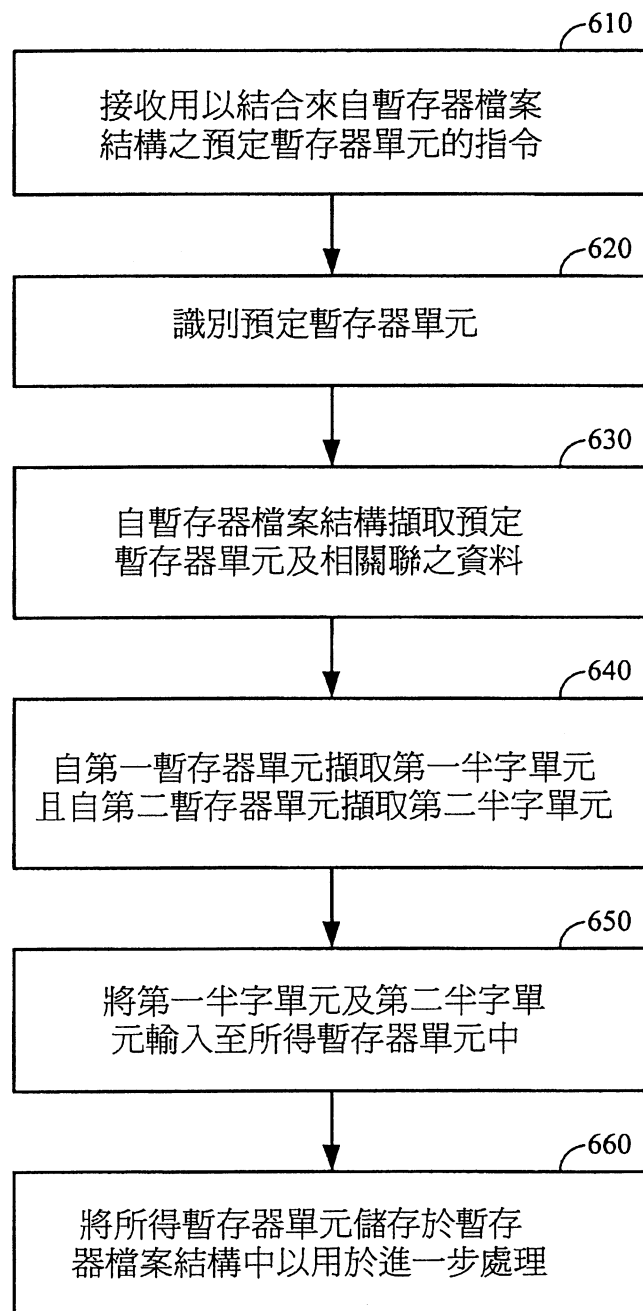 610
接收用以結合來自暫存器檔案
結構之預定暫存器單元的指令
620
識別預定暫存器單元
630
自暫存器檔案結構擷取預定
暫存器單元及相關聯之資料
640
自第一暫存器單元擷取第一半字單元
且自第二暫存器單元擷取第二半字單元
650
將第一半字單元及第二半字單
元輸入至所得暫存器單元中
660
將所得暫存器單元儲存於暫存
器檔案結構中以用於進一步處理